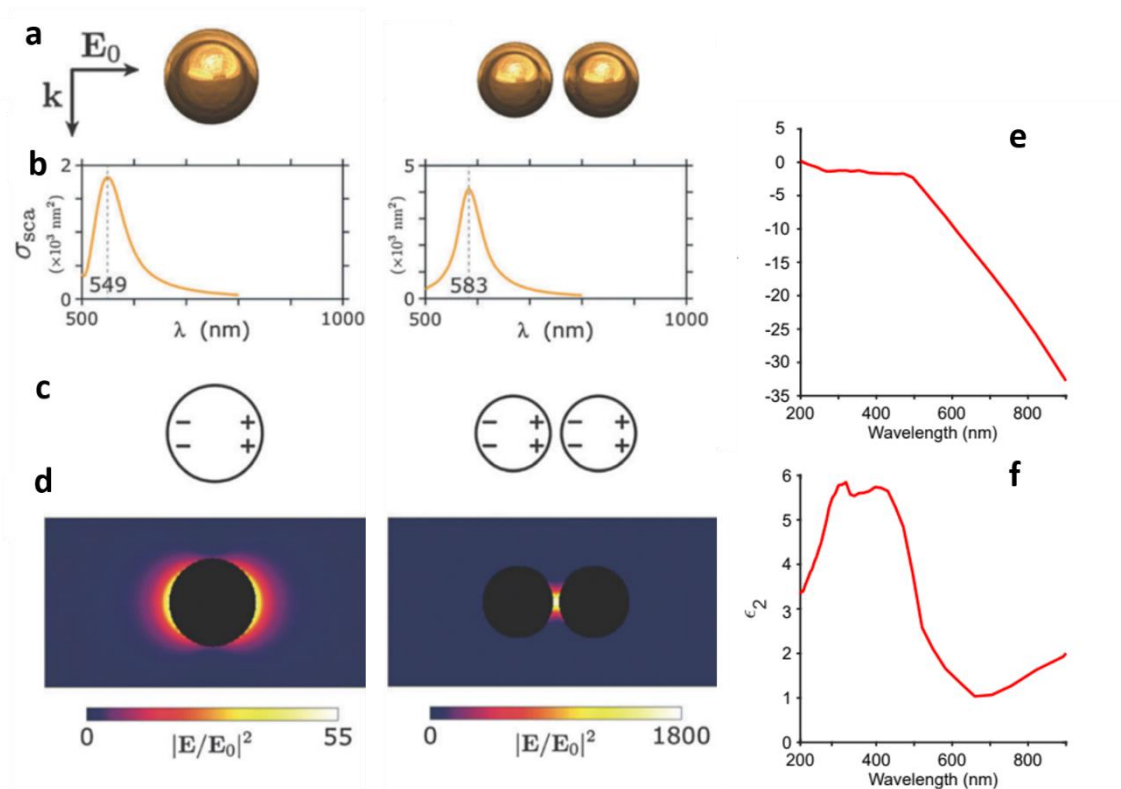 a
E₀
k
b
2
σsca
(×10³ nm²)
0
549
500
1000
λ (nm)
5
(×10³ nm²)
0
583
500
1000
λ (nm)
c
− +
− +
− + − +
− + − +
d
0
55
|E/E₀|²
0
1800
|E/E₀|²
e
5
0
-5
-10
-15
-20
-25
-30
-35
200
400
600
800
Wavelength (nm)
f
6
5
4
3
2
1
0
ϵ₂
200
400
600
800
Wavelength (nm)